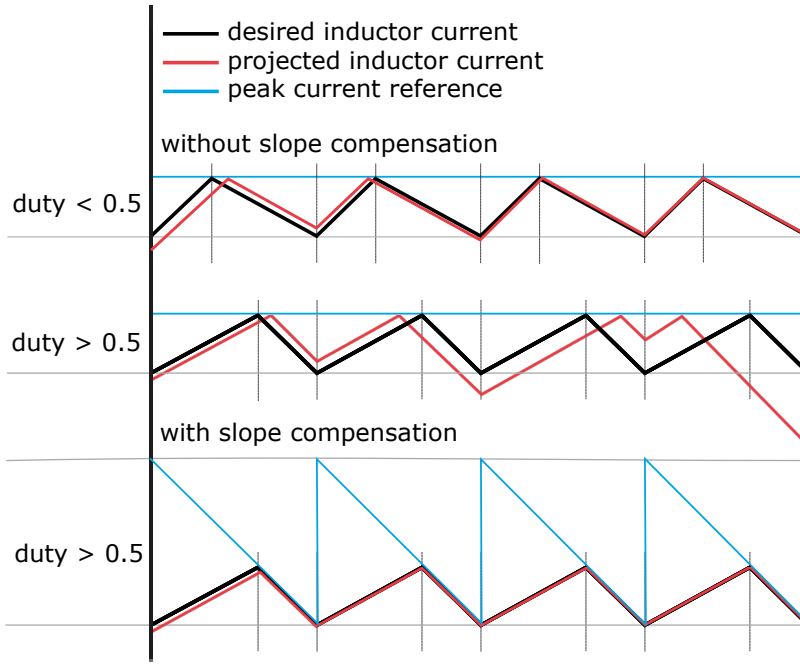 desired inductor current
projected inductor current
peak current reference
without slope compensation
duty < 0.5
duty > 0.5
with slope compensation
duty > 0.5